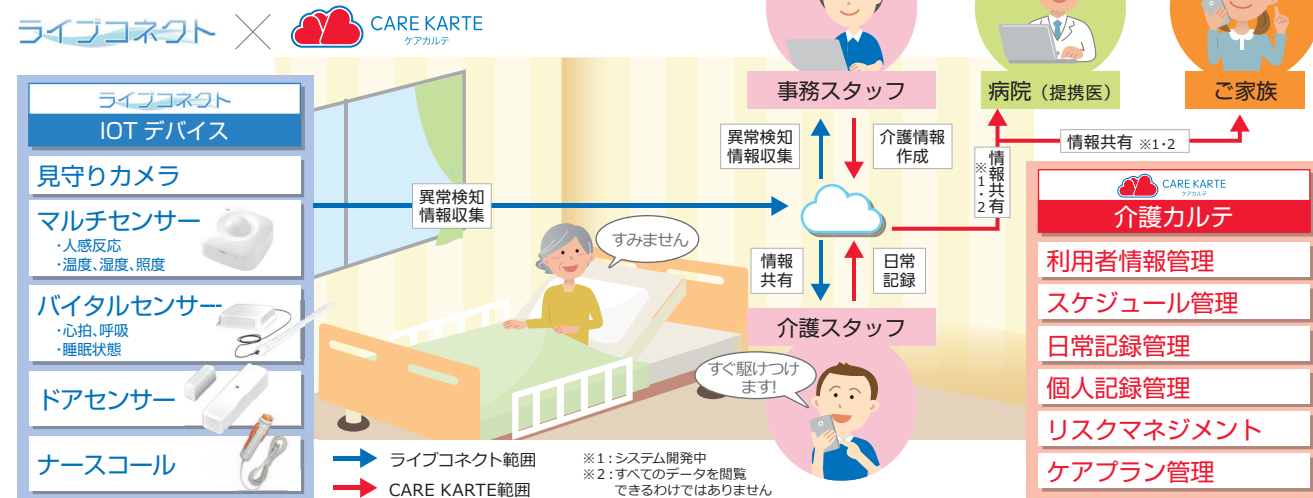 ライブコネクト × CARE KARTE
ケアカルテ
ライブコネクト
IOT デバイス
見守りカメラ
マルチセンサー
・人感反応
・温度、湿度、照度
バイタルセンサー
・心拍、呼吸
・睡眠状態
ドアセンサー
ナースコール
異常検知
情報収集
すみません
事務スタッフ
異常検知
情報収集
介護情報
作成
情報
共有
日常
記録
介護スタッフ
すぐ駆けつけ
ます!
病院（提携医）
ご家族
情報共有 ※1・2
情報共有
※1・2
CARE KARTE
ケアカルテ
介護カルテ
利用者情報管理
スケジュール管理
日常記録管理
個人記録管理
リスクマネジメント
ケアプラン管理
ライブコネクト範囲
CARE KARTE範囲
※1：システム開発中
※2：すべてのデータを閲覧
できるわけではありません